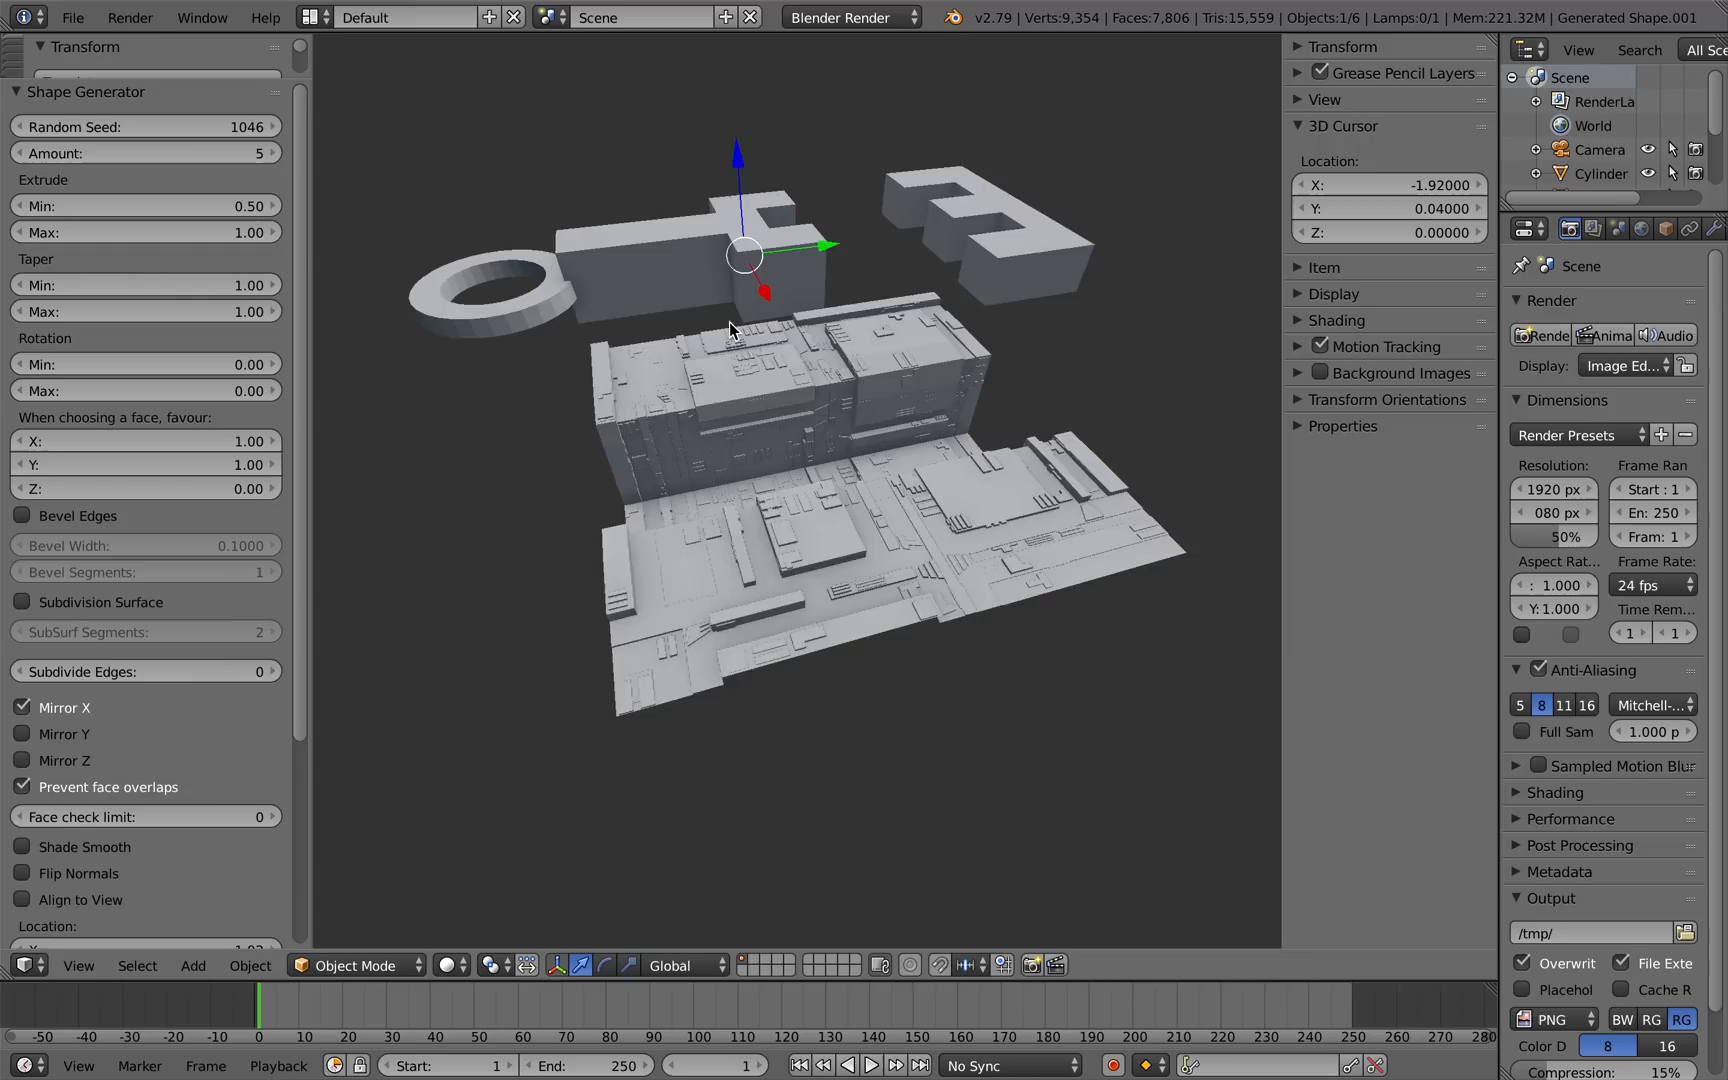 File Render Window Help Default Scene Blender Render v2.79 | Verts:9,354 | Faces:7,806 | Tris:15,559 | Objects:1/6 | Lamps:0/1 | Mem:221.32M | Generated Shape.001
Transform
Shape Generator
Random Seed: 1046
Amount: 5
Extrude
Min: 0.50
Max: 1.00
Taper
Min: 1.00
Max: 1.00
Rotation
Min: 0.00
Max: 0.00
When choosing a face, favour:
X: 1.00
Y: 1.00
Z: 0.00
Bevel Edges
Bevel Width: 0.1000
Bevel Segments: 1
Subdivision Surface
SubSurf Segments: 2
Subdivide Edges: 0
Mirror X
Mirror Y
Mirror Z
Prevent face overlaps
Face check limit: 0
Shade Smooth
Flip Normals
Align to View
Location:
Transform
Grease Pencil Layers
View
3D Cursor
Location:
X: -1.92000
Y: 0.04000
Z: 0.00000
Item
Display
Shading
Motion Tracking
Background Images
Transform Orientations
Properties
View Search All Sce
Scene
RenderLa
World
Camera
Cylinder
Scene
Render
Rende Anima Audio
Display: Image Ed...
Dimensions
Render Presets
Resolution: Frame Ran
1920 px Start : 1
080 px En: 250
50% Fram: 1
Aspect Rat... Frame Rate:
: 1.000 24 fps
Y: 1.000 Time Rem...
1 1
Anti-Aliasing
5 8 11 16 Mitchell-...
Full Sam 1.000 p
Sampled Motion Blur
Shading
Performance
Post Processing
Metadata
Output
/tmp/
Overwrit File Exte
Placehol Cache R
PNG BW RG RG
Color D 8 16
Compression: 15%
View Select Add Object Object Mode Global
-50 -40 -30 -20 -10 0 10 20 30 40 50 60 70 80 90 100 110 120 130 140 150 160 170 180 190 200 210 220 230 240 250 260 270 280
View Marker Frame Playback Start: 1 End: 250 1 No Sync